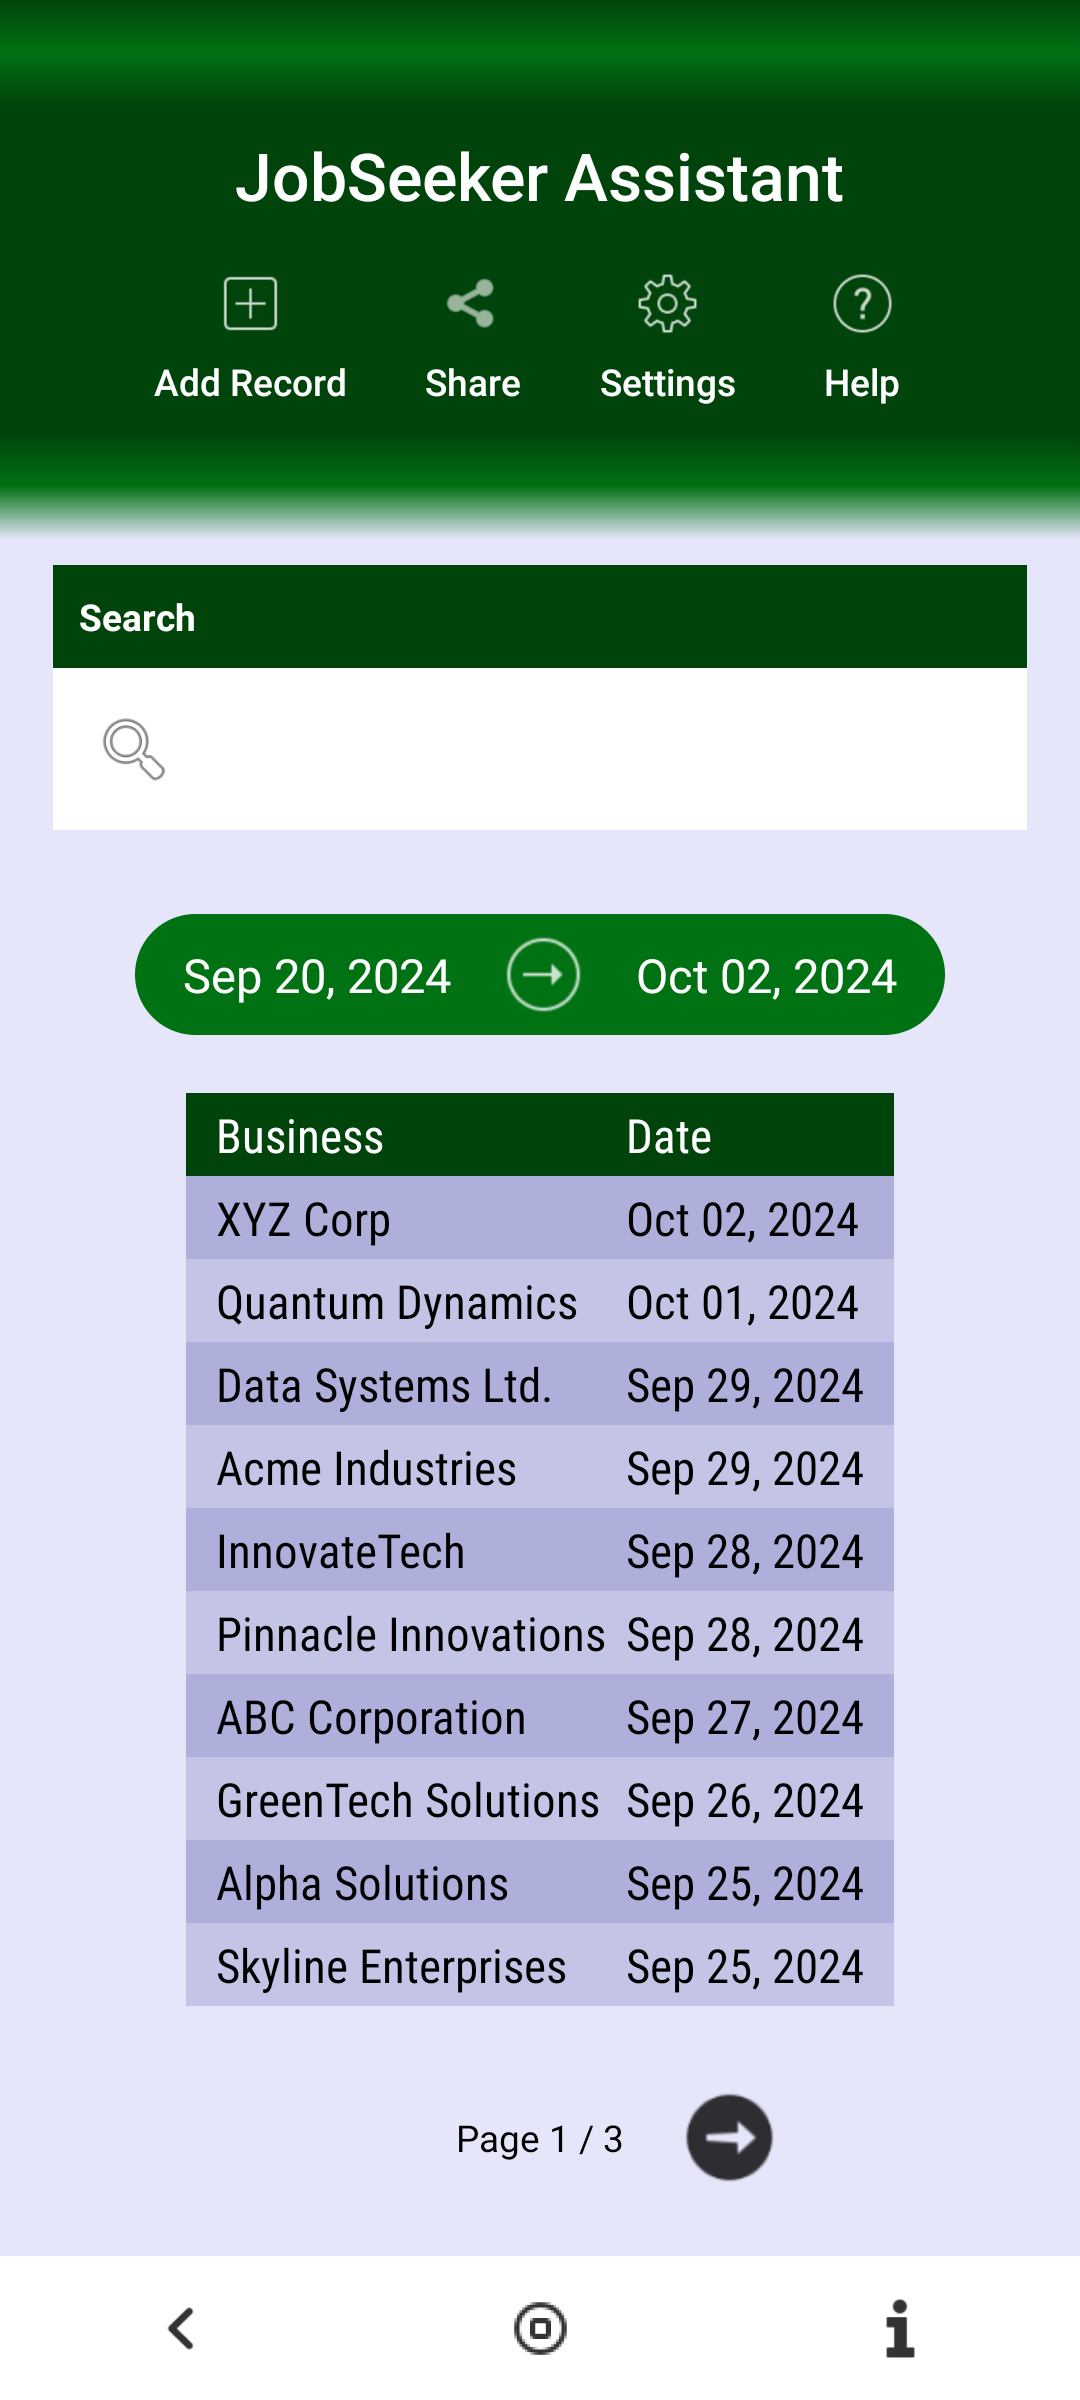 JobSeeker Assistant
Add Record Share Settings Help
Search
Sep 20, 2024 Oct 02, 2024
Business Date
XYZ Corp Oct 02, 2024
Quantum Dynamics Oct 01, 2024
Data Systems Ltd. Sep 29, 2024
Acme Industries Sep 29, 2024
InnovateTech Sep 28, 2024
Pinnacle Innovations Sep 28, 2024
ABC Corporation Sep 27, 2024
GreenTech Solutions Sep 26, 2024
Alpha Solutions Sep 25, 2024
Skyline Enterprises Sep 25, 2024
Page 1 / 3